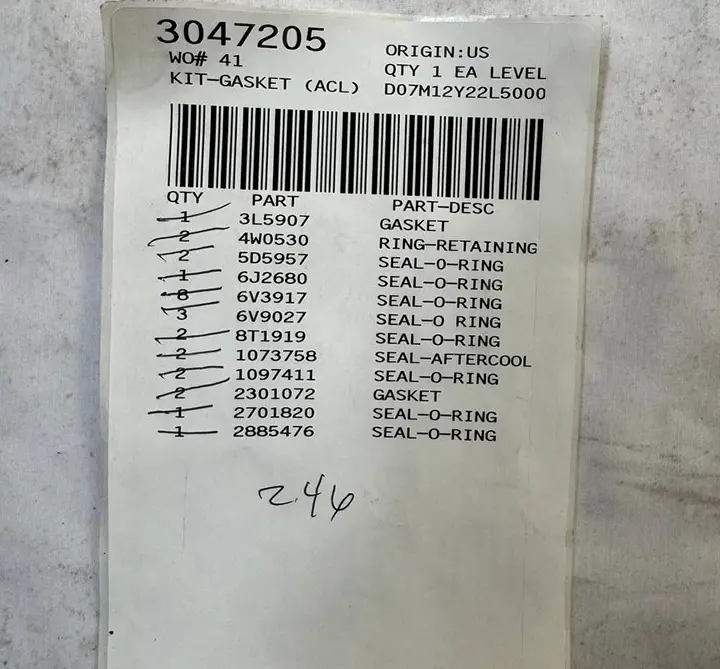 3047205
WO# 41 ORIGIN:US
KIT-GASKET (ACL) QTY 1 EA LEVEL
D07M12Y22L5000
QTY PART PART-DESC
1 3L5907 GASKET
2 4W0530 RING-RETAINING
2 5D5957 SEAL-O-RING
1 6J2680 SEAL-O-RING
8 6V3917 SEAL-O-RING
3 6V9027 SEAL-O RING
2 8T1919 SEAL-O-RING
2 1073758 SEAL-AFTERCOOL
2 1097411 SEAL-O-RING
2 2301072 GASKET
1 2701820 SEAL-O-RING
1 2885476 SEAL-O-RING
246